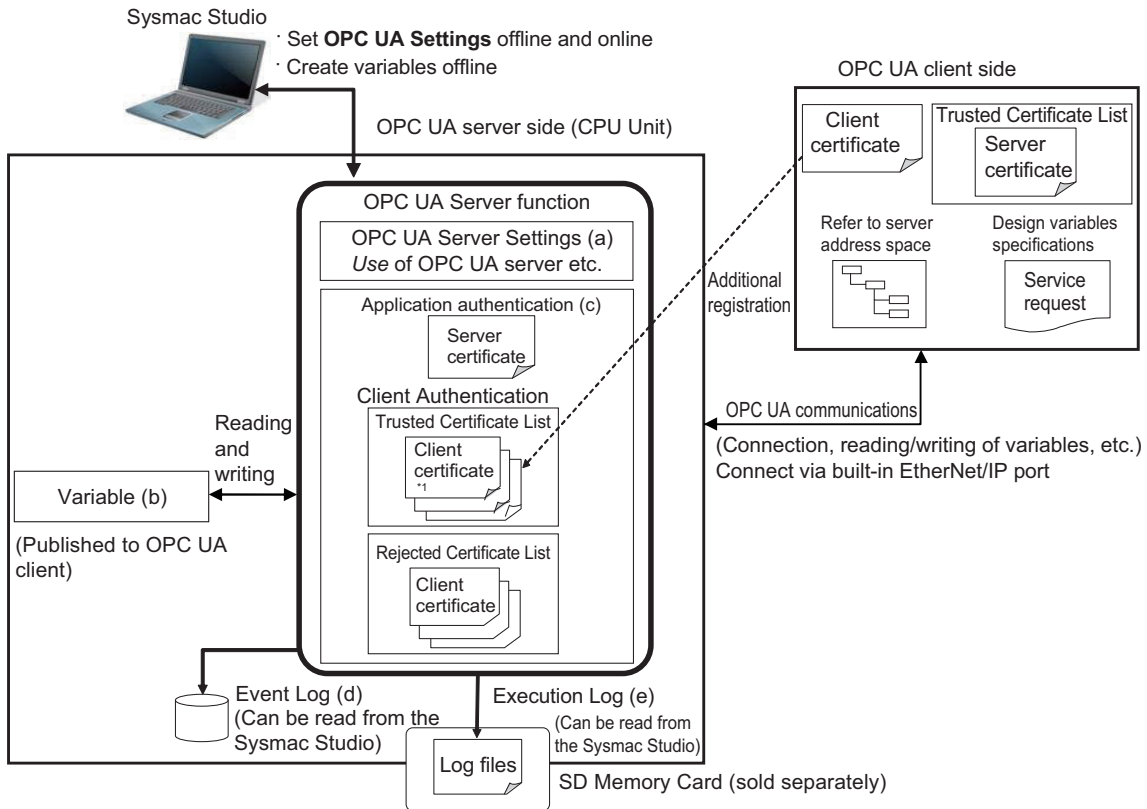 Sysmac Studio
· Set OPC UA Settings offline and online
· Create variables offline
OPC UA server side (CPU Unit)
OPC UA Server function
OPC UA Server Settings (a)
Use of OPC UA server etc.
Application authentication (c)
Server
certificate
Client Authentication
Trusted Certificate List
Client
certificate
*1
Rejected Certificate List
Client
certificate
Reading
and
writing
Variable (b)
(Published to OPC UA
client)
Event Log (d)
(Can be read from the
Sysmac Studio)
Execution Log (e)
(Can be read from
the Sysmac Studio)
Log files
SD Memory Card (sold separately)
OPC UA client side
Client
certificate
Trusted Certificate List
Server
certificate
Refer to server
address space
Design variables
specifications
Service
request
Additional
registration
OPC UA communications
(Connection, reading/writing of variables, etc.)
Connect via built-in EtherNet/IP port